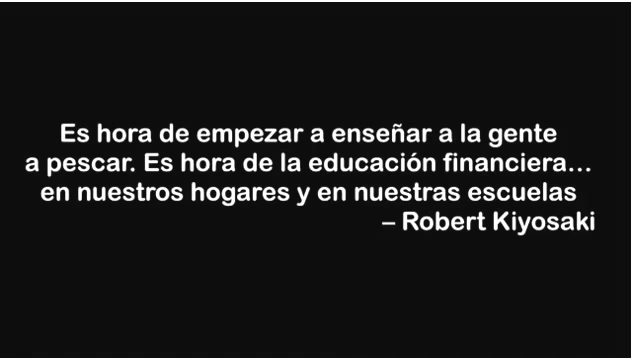 Es hora de empezar a enseñar a la gente
a pescar. Es hora de la educación financiera...
en nuestros hogares y en nuestras escuelas
– Robert Kiyosaki